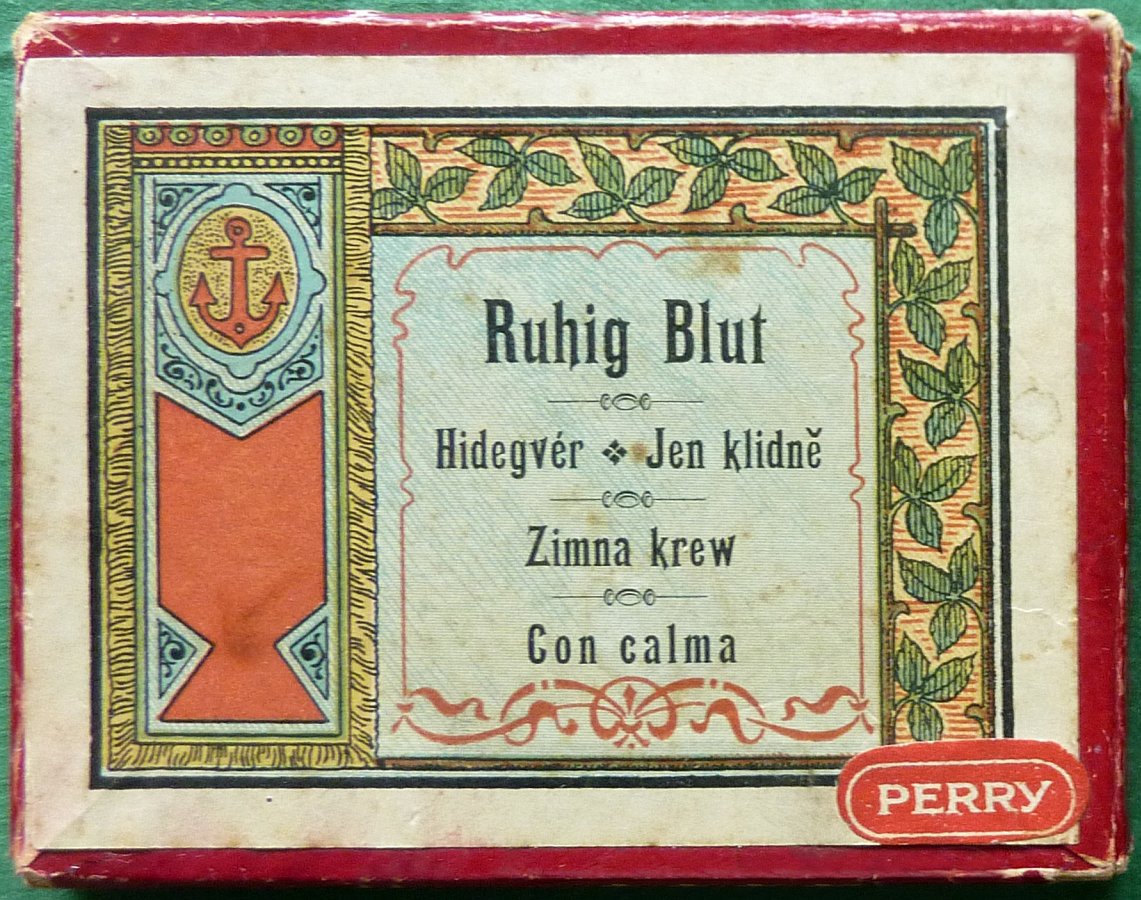 Ruhig Blut
Hidegvér ❖ Jen klidně
Zimna krew
Con calma
PERRY